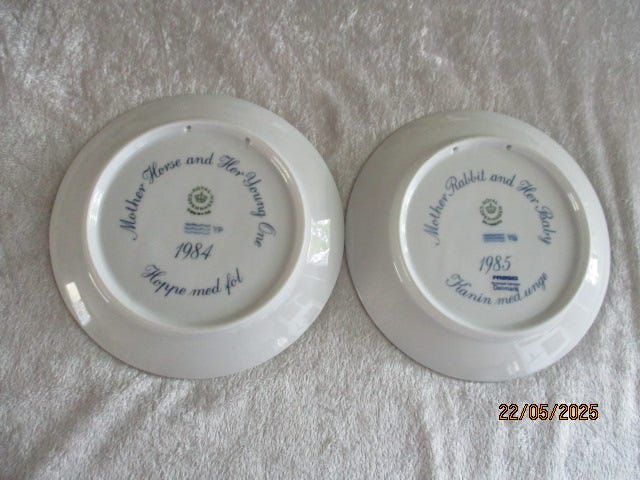 Mother Horse and Her Young One
1984
Hoppe med føl
Mother Rabbit and Her Baby
1985
Kanin med unge
Denmark
22/05/2025